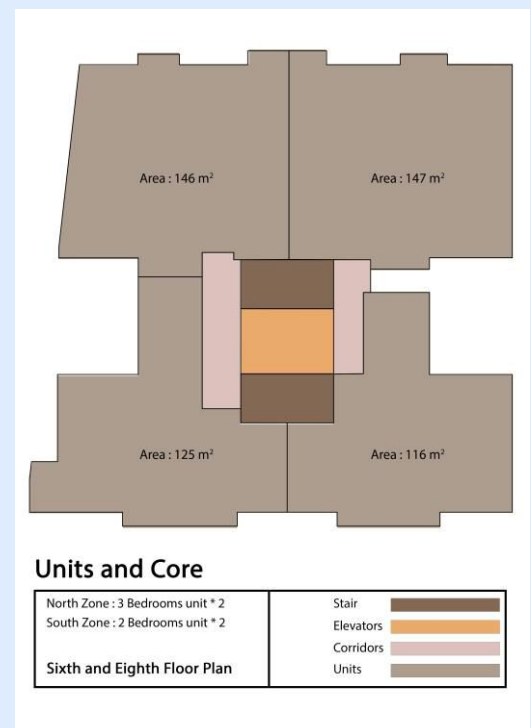 Area : 146 m²
Area : 147 m²
Area : 125 m²
Area : 116 m²
Units and Core
North Zone : 3 Bedrooms unit * 2
South Zone : 2 Bedrooms unit * 2
Sixth and Eighth Floor Plan
Stair
Elevators
Corridors
Units